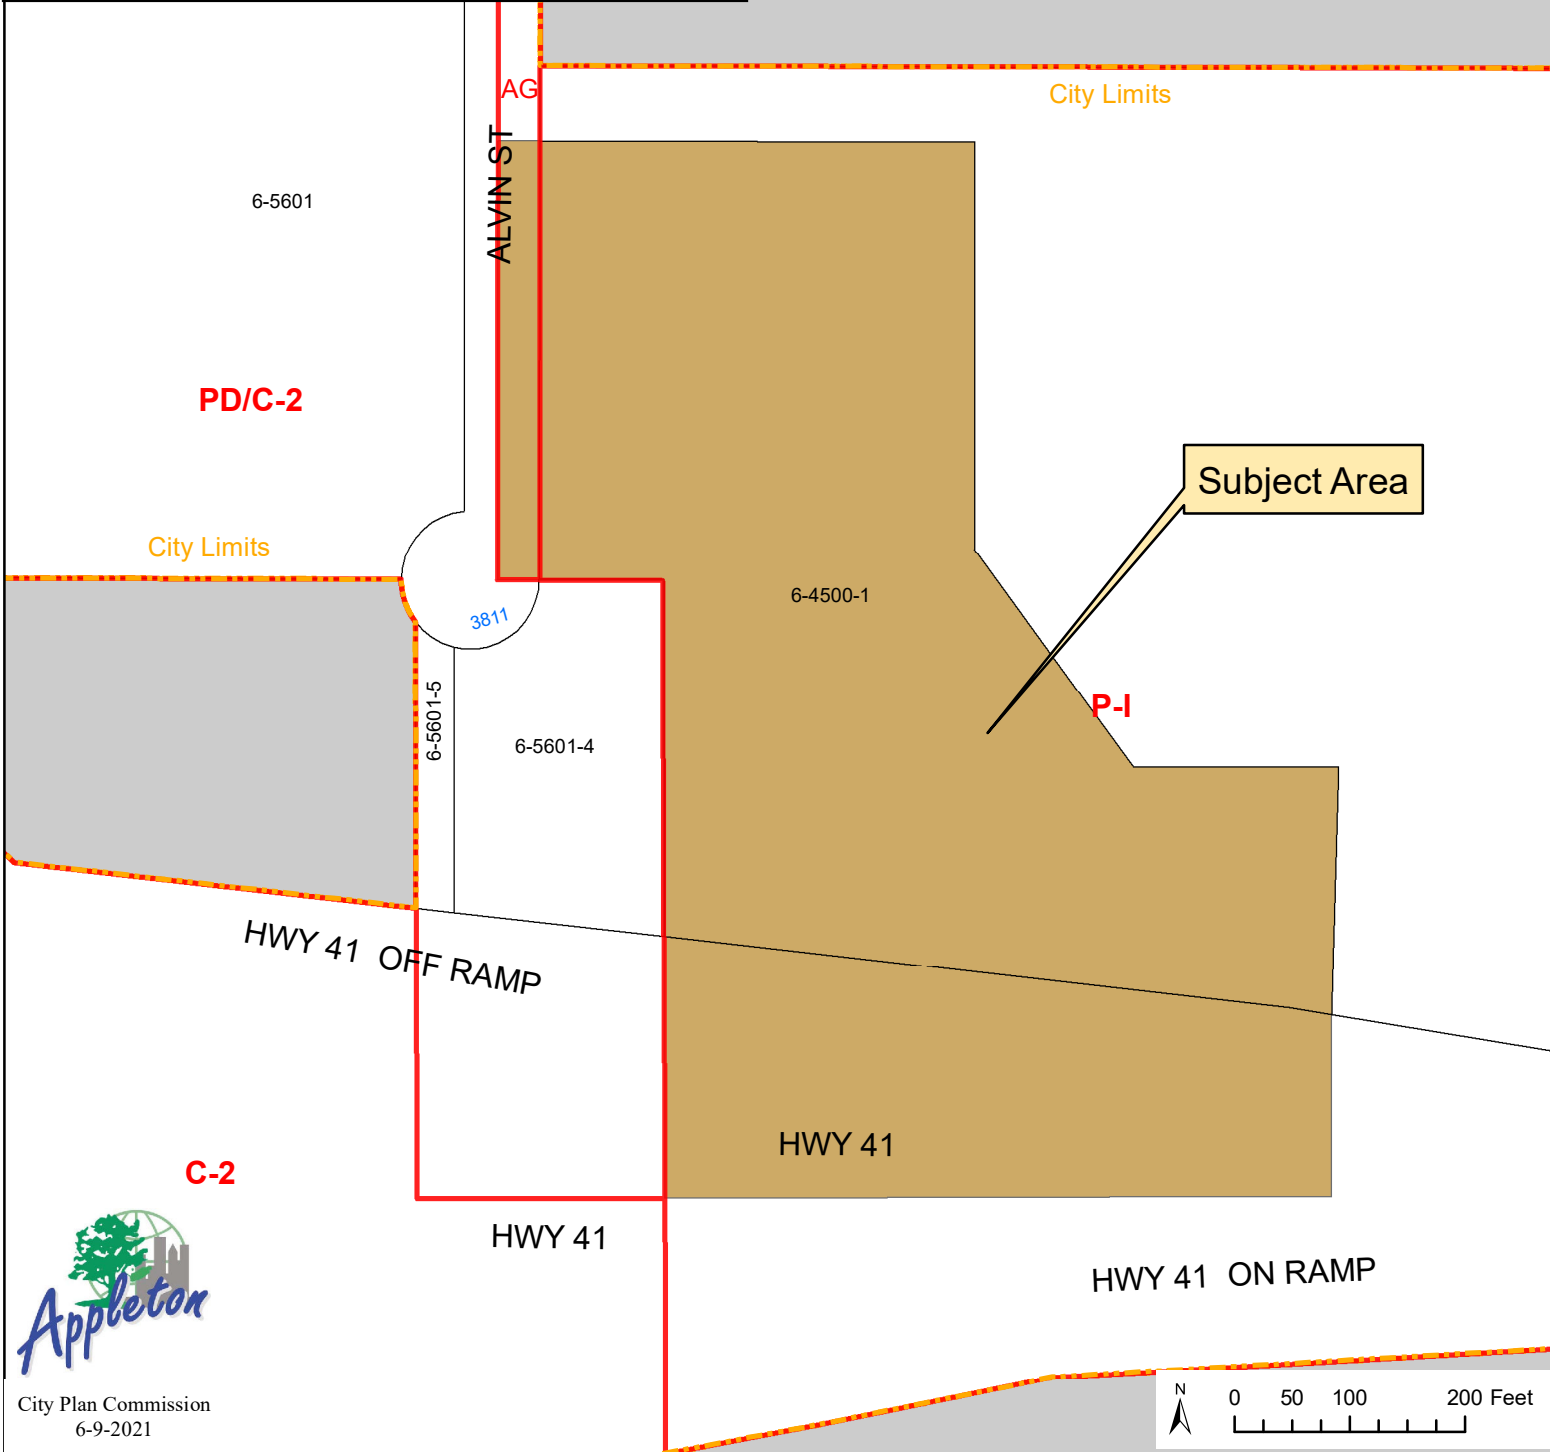 AG
City Limits
ALVIN ST
6-5601
PD/C-2
Subject Area
City Limits
6-4500-1
3811
6-5601-5
P-I
6-5601-4
HWY 41 OFF RAMP
HWY 41
C-2
HWY 41
HWY 41 ON RAMP
Appleton
City Plan Commission
6-9-2021
N
0 50 100 200 Feet